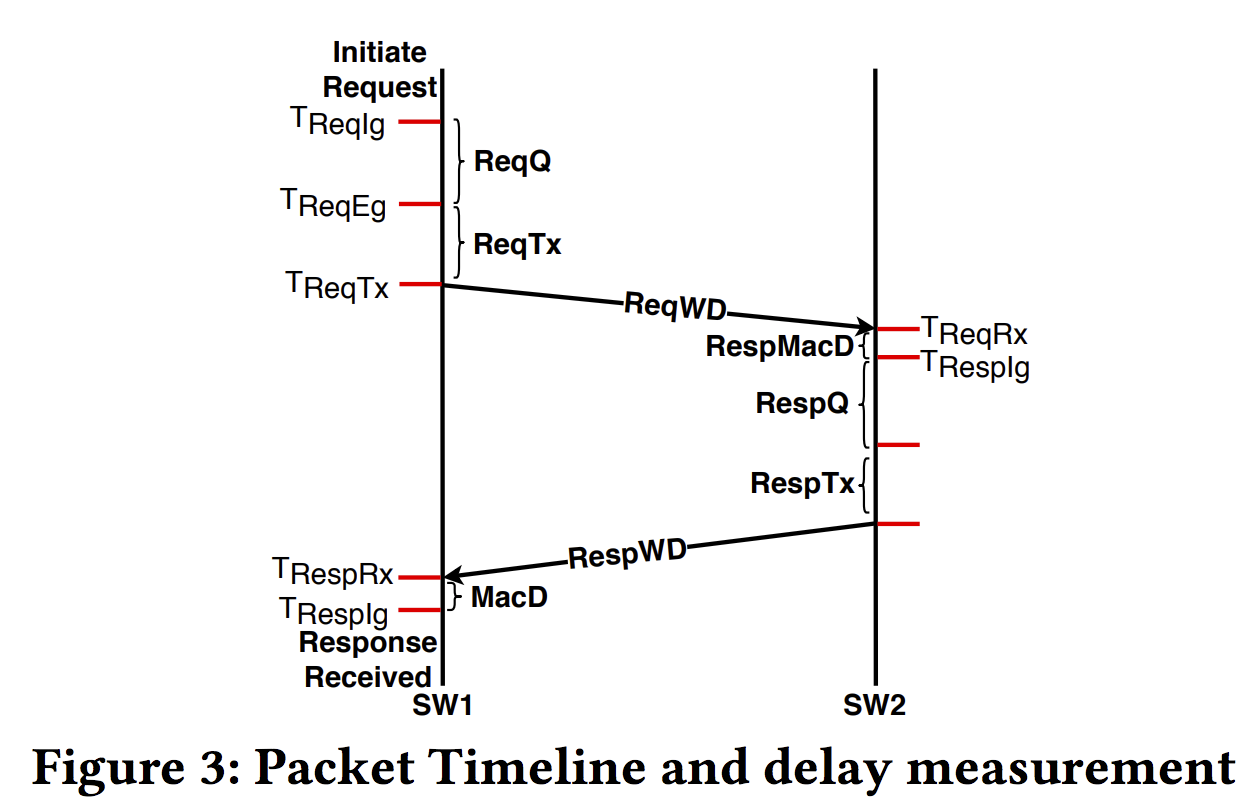 Initiate
Request
TReqIg
ReqQ
TReqEg
ReqTx
TReqTx
ReqWD
TReqRx
RespMacD
TRespIg
RespQ
RespTx
RespWD
TRespRx
MacD
TRespIg
Response
Received
SW1
SW2
Figure 3: Packet Timeline and delay measurement